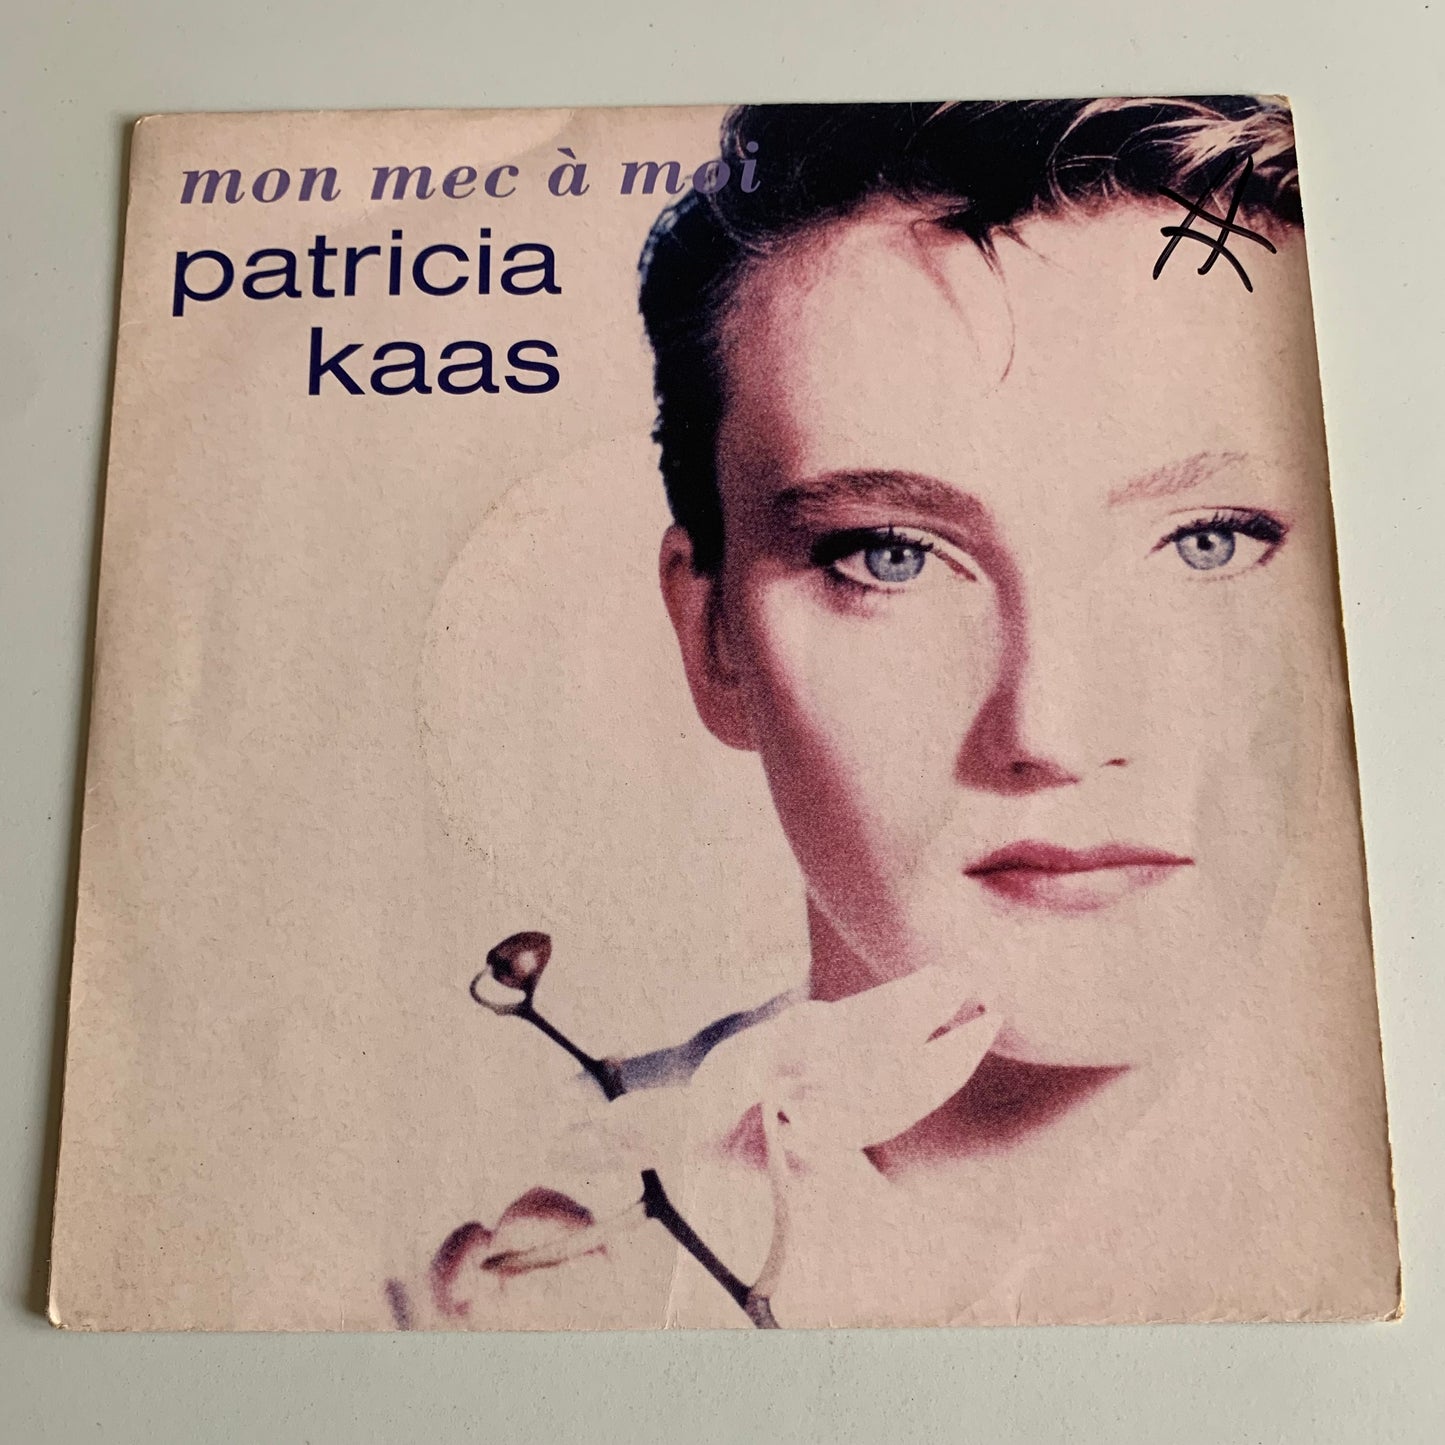 mon mec à moi
patricia
kaas
#